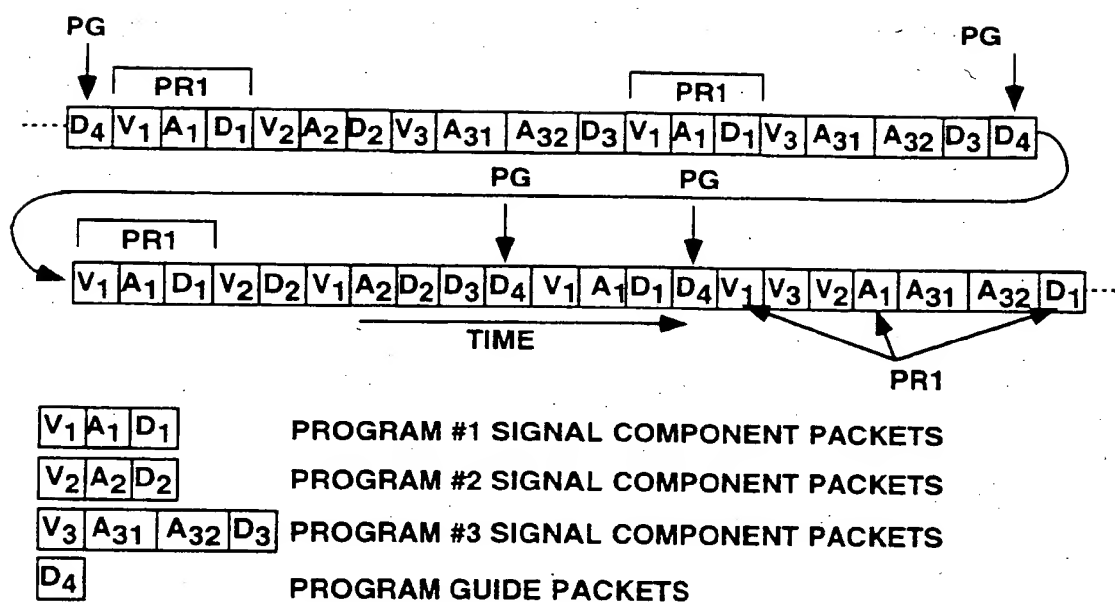 PG PG
PR1 PR1
D4 V1 A1 D1 V2 A2 D2 V3 A31 A32 D3 V1 A1 D1 V3 A31 A32 D3 D4
PG PG
PR1
V1 A1 D1 V2 D2 V1 A2 D2 D3 D4 V1 A1 D1 D4 V1 V3 V2 A1 A31 A32 D1
TIME
PR1
V1 A1 D1 PROGRAM #1 SIGNAL COMPONENT PACKETS
V2 A2 D2 PROGRAM #2 SIGNAL COMPONENT PACKETS
V3 A31 A32 D3 PROGRAM #3 SIGNAL COMPONENT PACKETS
D4 PROGRAM GUIDE PACKETS